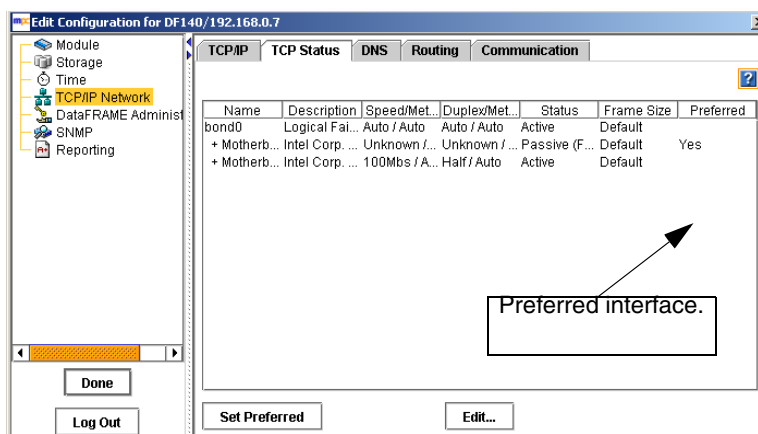 mpc Edit Configuration for DF140/192.168.0.7
Module
Storage
Time
TCP/IP Network
DataFRAME Administ
SNMP
Reporting
Done
Log Out
TCP/IP TCP Status DNS Routing Communication
?
Name Description Speed/Met... Duplex/Met... Status Frame Size Preferred
bond0 Logical Fai... Auto / Auto Auto / Auto Active Default
+ Motherb... Intel Corp. ... Unknown /... Unknown / ... Passive (F... Default Yes
+ Motherb... Intel Corp. ... 100Mbs / A... Half / Auto Active Default
Preferred interface.
Set Preferred Edit...